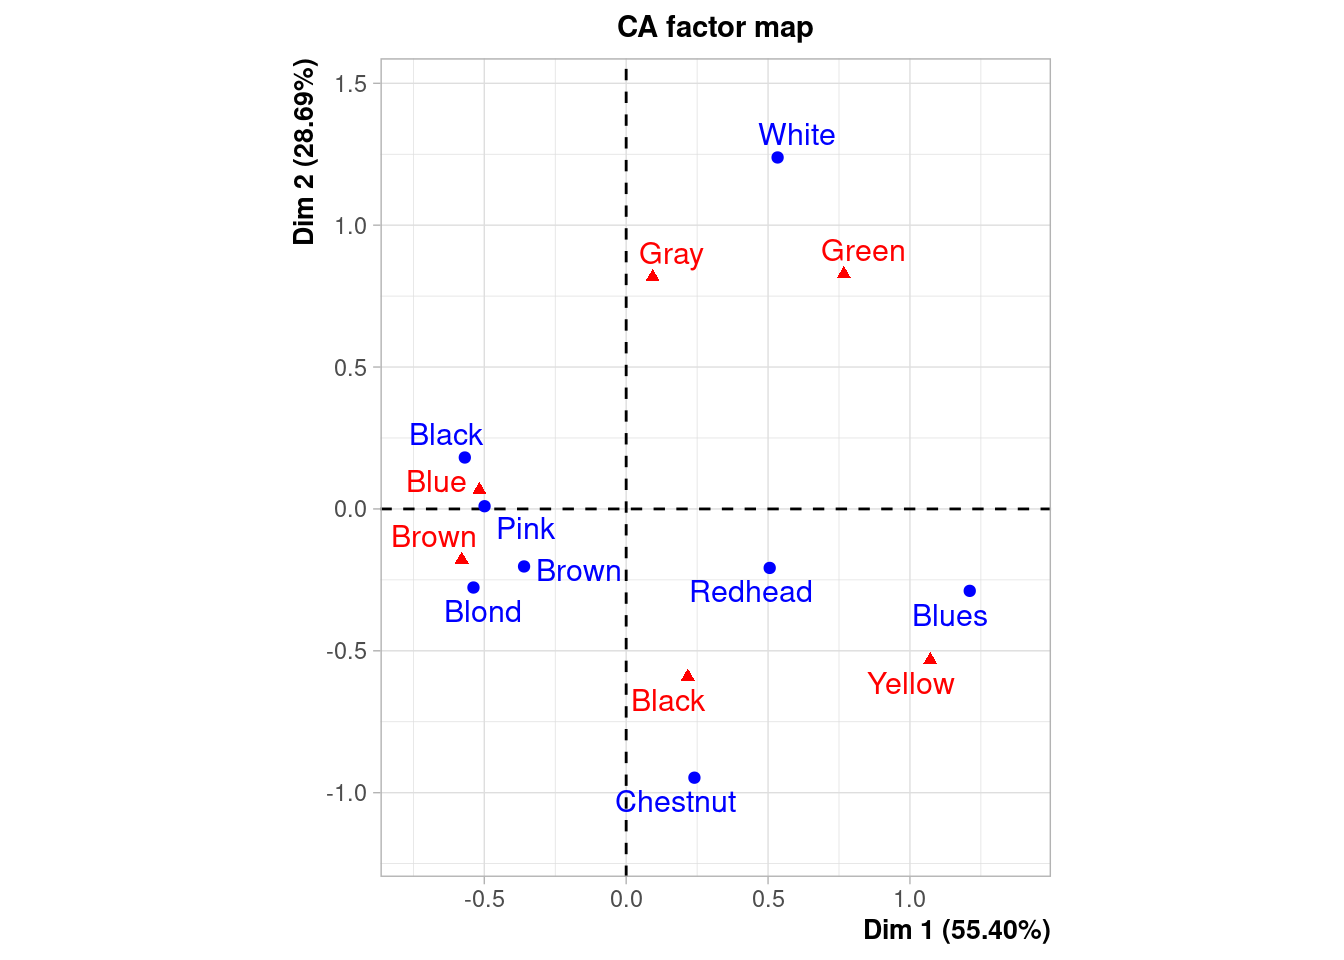 CA factor map
Dim 2 (28.69%)
1.5
White
1.0
Gray
Green
0.5
Black
Blue
0.0
Pink
Brown
Brown
Redhead
Blond
Blues
-0.5
Yellow
Black
-1.0
Chestnut
-0.5
0.0
0.5
1.0
Dim 1 (55.40%)